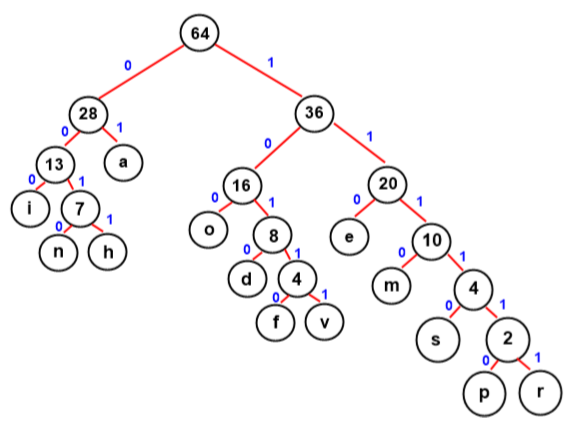 64
0 1
28 36
0 1 0 1
13 a 16 20
0 1 0 1 0 1
i 7 o 8 e 10
0 1 0 1 0 1
n h d 4 m 4
0 1 0 1
f v s 2
0 1
p r